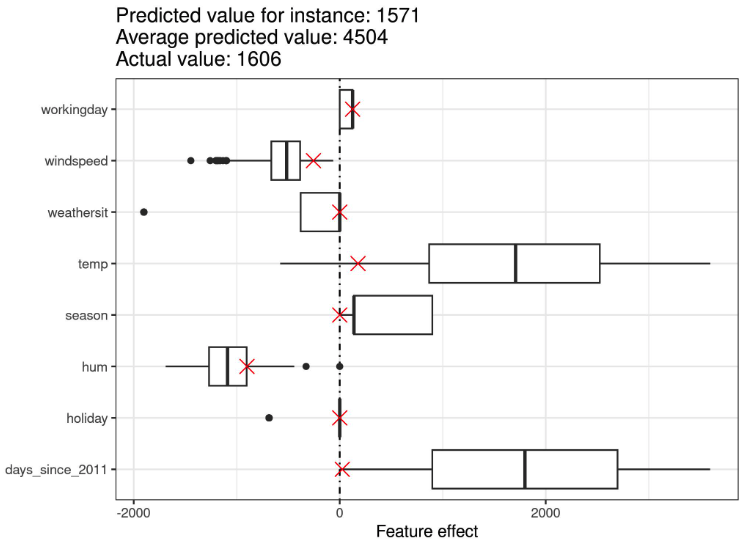 Predicted value for instance: 1571
Average predicted value: 4504
Actual value: 1606
workingday
windspeed
weathersit
temp
season
hum
holiday
days_since_2011
-2000 0 2000
Feature effect